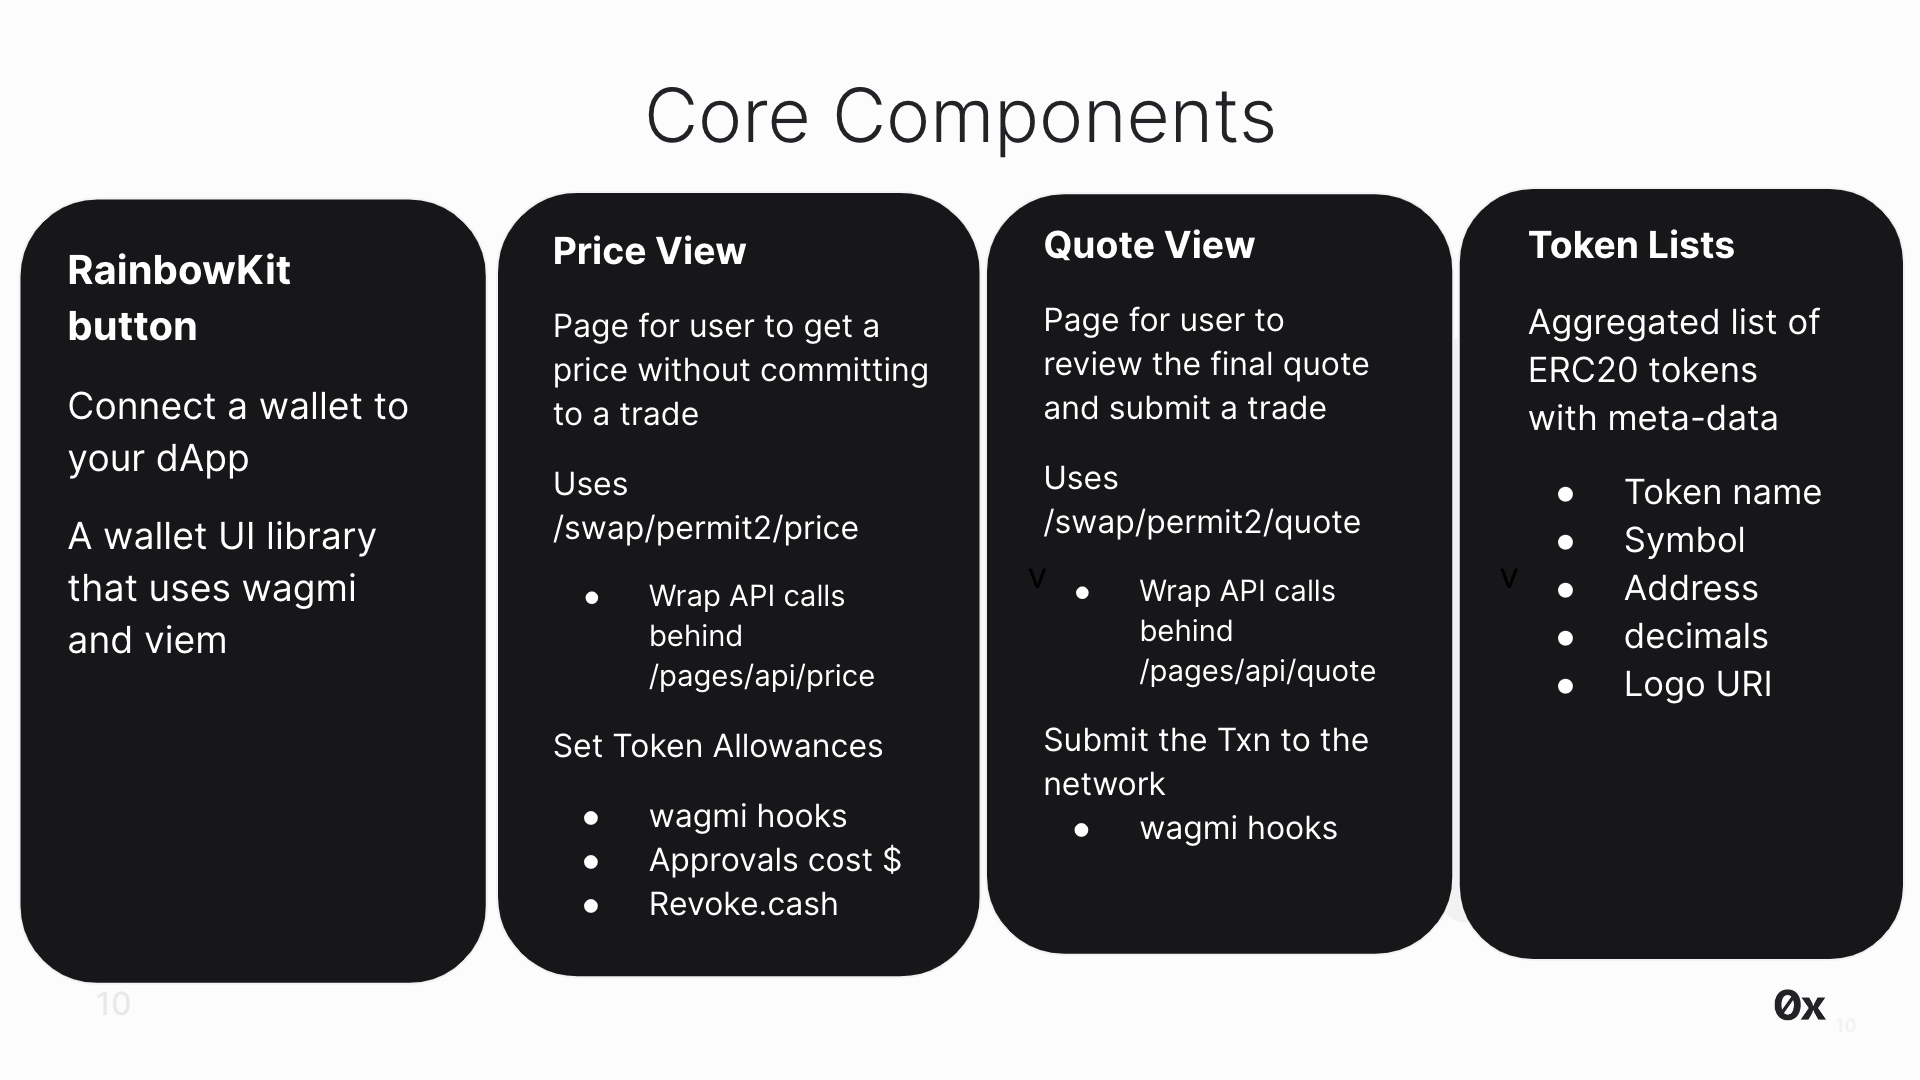 Core Components
RainbowKit
button
Connect a wallet to
your dApp
A wallet UI library
that uses wagmi
and viem
Price View
Page for user to get a
price without committing
to a trade
Uses
/swap/permit2/price
● Wrap API calls
behind
/pages/api/price
Set Token Allowances
● wagmi hooks
● Approvals cost $
● Revoke.cash
Quote View
Page for user to
review the final quote
and submit a trade
Uses
/swap/permit2/quote
v
● Wrap API calls
behind
/pages/api/quote
Submit the Txn to the
network
● wagmi hooks
Token Lists
Aggregated list of
ERC20 tokens
with meta-data
● Token name
● Symbol
v
● Address
● decimals
● Logo URI
10
0x
10